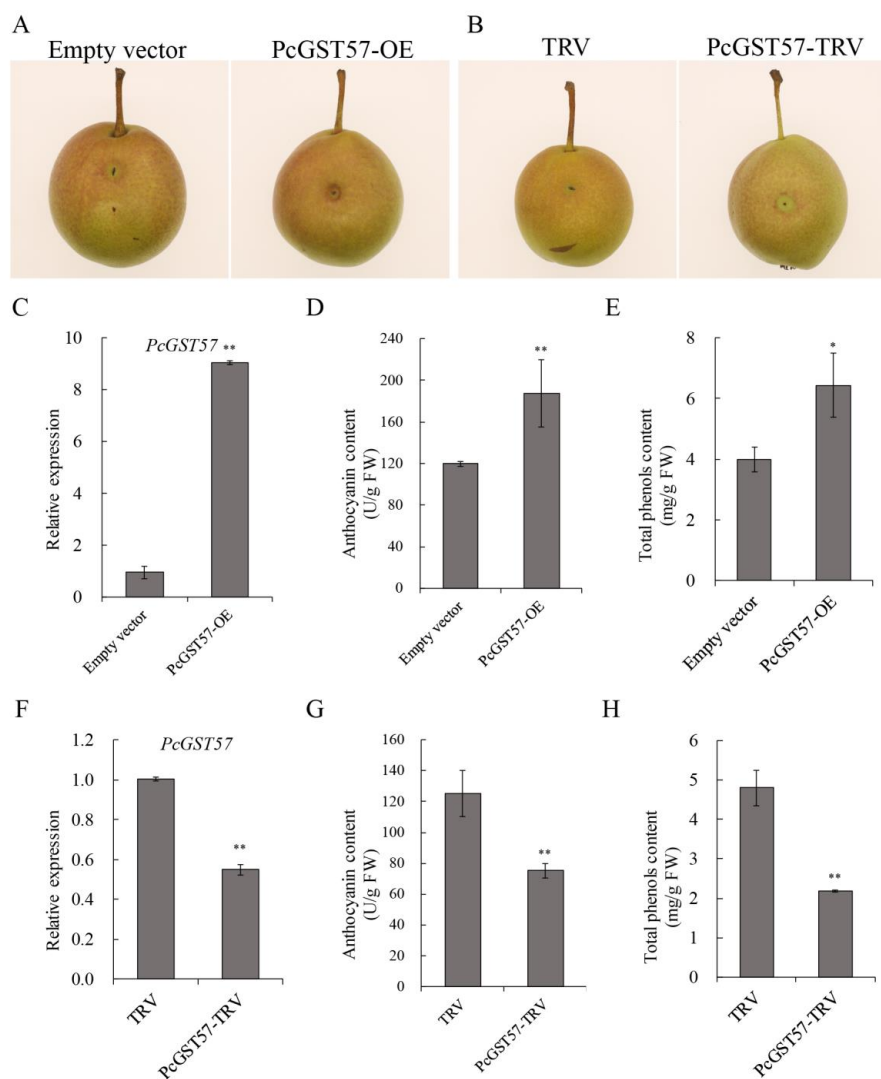 A
Empty vector
PcGST57-OE
B
TRV
PcGST57-TRV
C
10
8
6
4
2
0
Relative expression
PcGST57
**
Empty vector
PcGST57-OE
D
240
200
160
120
80
40
0
Anthocyanin content
(U/g FW)
**
Empty vector
PcGST57-OE
E
8
6
4
2
0
Total phenols content
(mg/g FW)
*
Empty vector
PcGST57-OE
F
1.2
1.0
0.8
0.6
0.4
0.2
0.0
Relative expression
PcGST57
**
TRV
PcGST57-TRV
G
160
140
120
100
80
60
40
20
0
Anthocyanin content
(U/g FW)
**
TRV
PcGST57-TRV
H
6
5
4
3
2
1
0
Total phenols content
(mg/g FW)
**
TRV
PcGST57-TRV